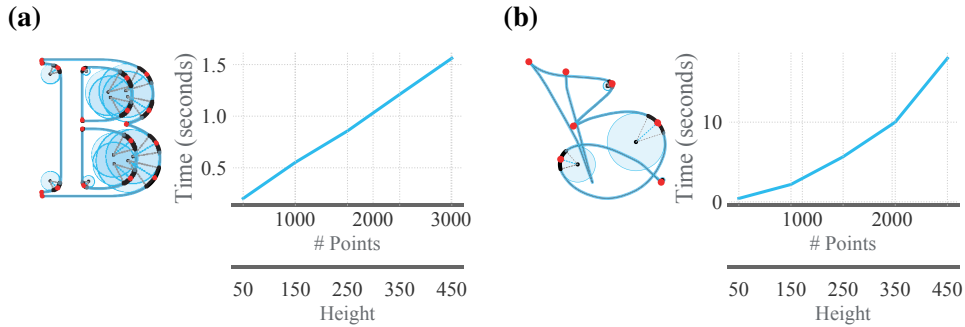 (a)
Time (seconds)
1.5
1.0
0.5
1000 2000 3000
# Points
50 150 250 350 450
Height
(b)
Time (seconds)
10
0
1000 2000
# Points
50 150 250 350 450
Height